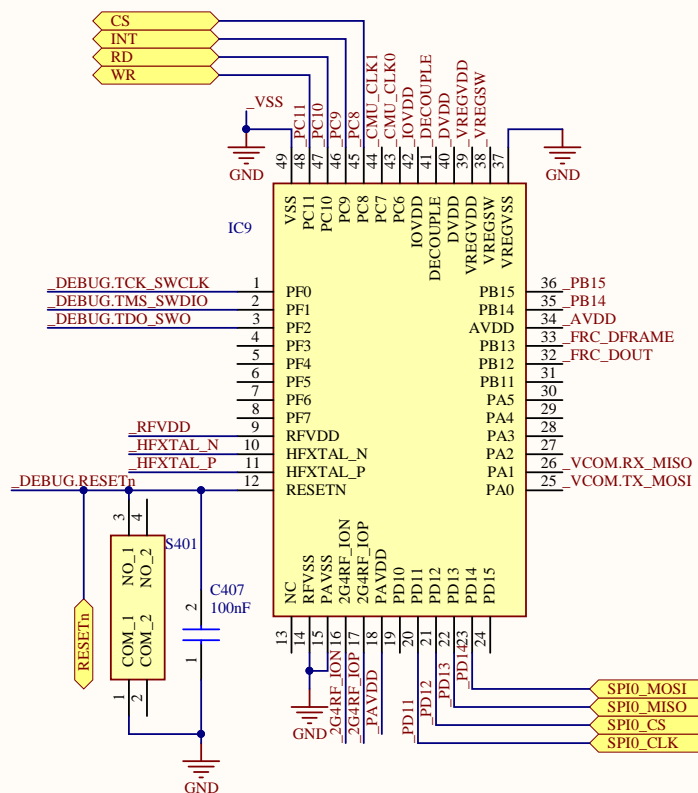 CS
INT
RD
WR
_VSS
GND
GND
_PC11
_PC10
_PC9
_PC8
CMU_CLK1
CMU_CLK0
_IOVDD
_DECOUPLE
_DVDD
_VREGVDD
_VREGSW
49
48
47
46
45
44
43
42
41
40
39
38
37
VSS
PC11
PC10
PC9
PC8
PC7
PC6
IOVDD
DECOUPLE
DVDD
VREGVDD
VREGSW
VREGVSS
IC9
_DEBUG.TCK_SWCLK 1 PF0
_DEBUG.TMS_SWDIO 2 PF1
_DEBUG.TDO_SWO 3 PF2
4 PF3
5 PF4
6 PF5
7 PF6
8 PF7
_RFVDD 9 RFVDD
_HFXTAL_N 10 HFXTAL_N
_HFXTAL_P 11 HFXTAL_P
_DEBUG.RESETn 12 RESETN
PB15 36 _PB15
PB14 35 _PB14
AVDD 34 _AVDD
PB13 33 _FRC_DFRAME
PB12 32 _FRC_DOUT
PB11 31
PA5 30
PA4 29
PA3 28
PA2 27
PA1 26 _VCOM.RX_MISO
PA0 25 _VCOM.TX_MOSI
NC
RFVSS
PAVSS
2G4RF_ION
2G4RF_IOP
PAVDD
PD10
PD11
PD12
PD13
PD14
PD15
13
14
15
16
17
18
19
20
21
22
23
24
_2G4RF_ION
_2G4RF_IOP
_PAVDD
_PD11
_PD12
_PD13
_PD14
GND
SPI0_MOSI
SPI0_MISO
SPI0_CS
SPI0_CLK
RESETn
3
4
S401
NO_1
NO_2
COM_1
COM_2
1
2
C407
100nF
2
1
GND